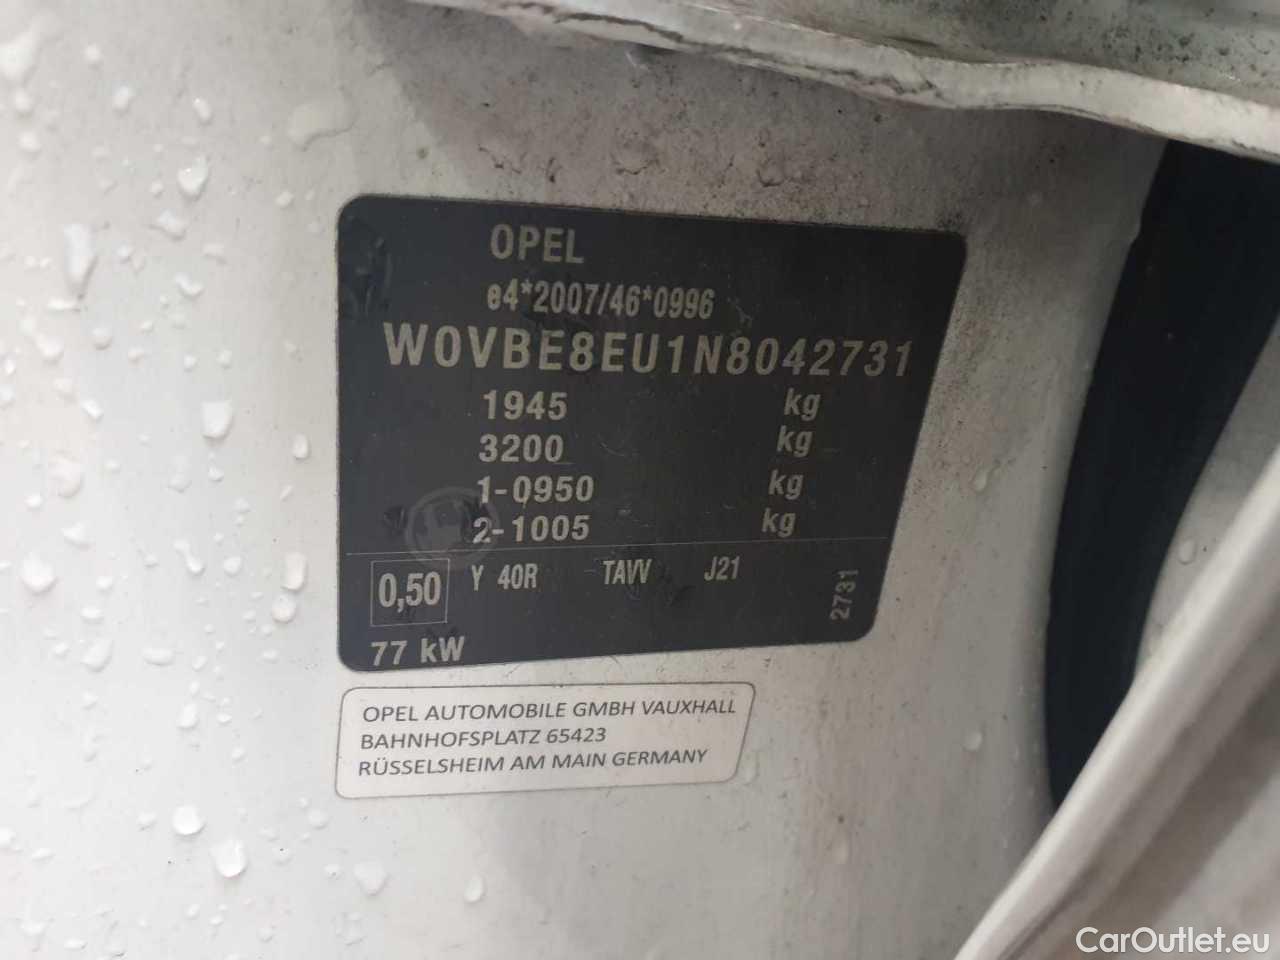 OPEL
e4*2007/46*0996
W0VBE8EU1N8042731
1945 kg
3200 kg
1-0950 kg
2-1005 kg
0,50 Y 40R TAVV J21
2731
77 kW
OPEL AUTOMOBILE GMBH VAUXHALL
BAHNHOFSPLATZ 65423
RÜSSELSHEIM AM MAIN GERMANY
CarOutlet.eu